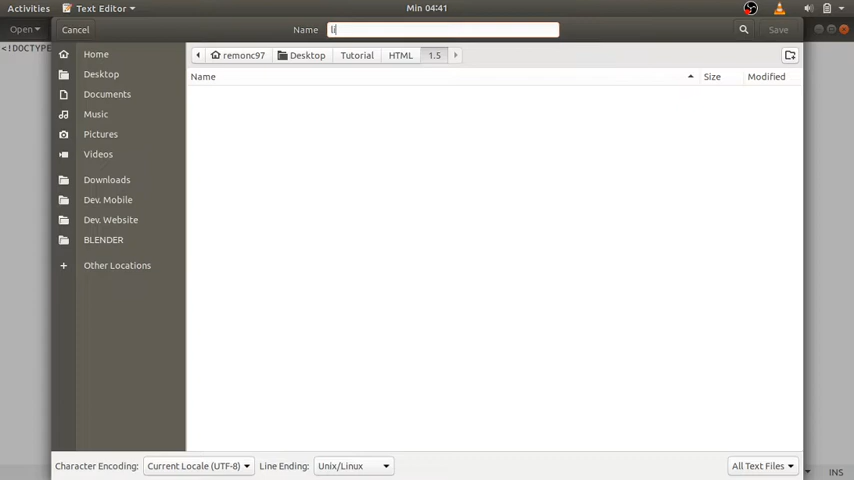 Activities Text Editor Min 04:41
Open Cancel Name li Save
<!DOCTYPE
remonc97 Desktop Tutorial HTML 1.5
Name Size Modified
Home
Desktop
Documents
Music
Pictures
Videos
Downloads
Dev. Mobile
Dev. Website
BLENDER
+ Other Locations
Character Encoding: Current Locale (UTF-8) Line Ending: Unix/Linux All Text Files
INS